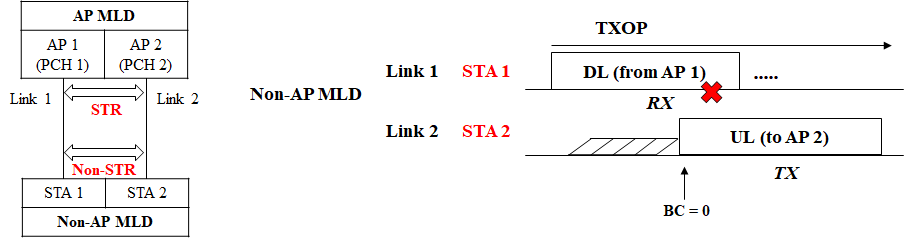 AP MLD
AP 1 AP 2
(PCH 1) (PCH 2)
Link 1 Link 2
STR
Non-STR
STA 1 STA 2
Non-AP MLD
Non-AP MLD
TXOP
Link 1 STA 1 DL (from AP 1) .....
RX
Link 2 STA 2 UL (to AP 2)
TX
BC = 0